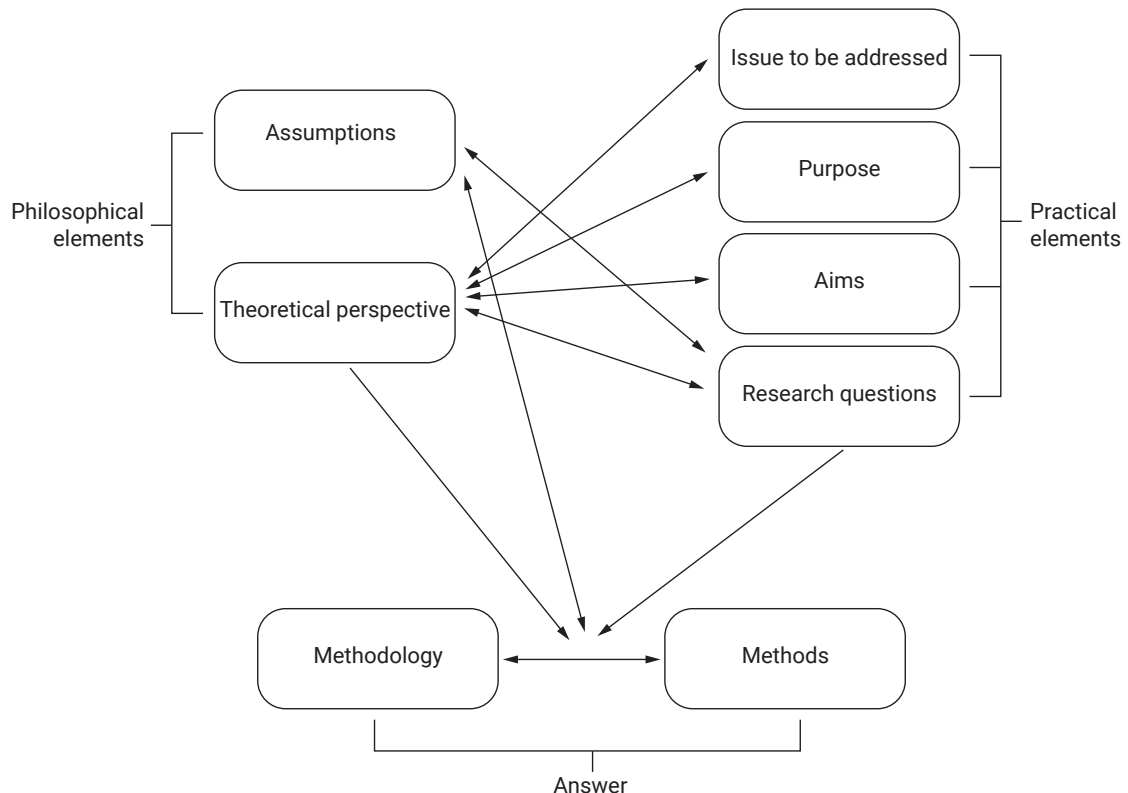 Issue to be addressed
Assumptions
Purpose
Philosophical
elements
Practical
elements
Theoretical perspective
Aims
Research questions
Methodology
Methods
Answer